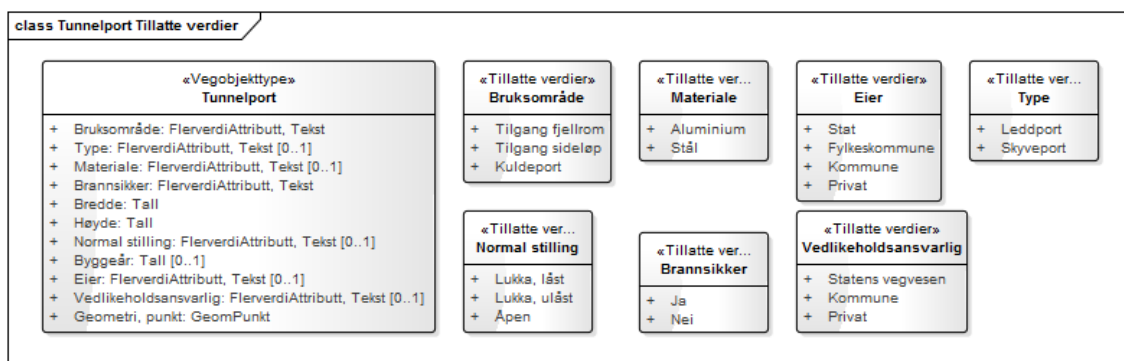 class Tunnelport Tillatte verdier
«Vegobjekttype»
Tunnelport
+ Bruksområde: FlerverdiAttributt, Tekst
+ Type: FlerverdiAttributt, Tekst [0..1]
+ Materiale: FlerverdiAttributt, Tekst [0..1]
+ Brannsikker: FlerverdiAttributt, Tekst
+ Bredde: Tall
+ Høyde: Tall
+ Normal stilling: FlerverdiAttributt, Tekst [0..1]
+ Byggeår: Tall [0..1]
+ Eier: FlerverdiAttributt, Tekst [0..1]
+ Vedlikeholdsansvarlig: FlerverdiAttributt, Tekst [0..1]
+ Geometri, punkt: GeomPunkt
«Tillatte verdier»
Bruksområde
+ Tilgang fjellrom
+ Tilgang sideløp
+ Kuldeport
«Tillatte ver...
Materiale
+ Aluminium
+ Stål
«Tillatte verdier»
Eier
+ Stat
+ Fylkeskommune
+ Kommune
+ Privat
«Tillatte ver...
Type
+ Leddport
+ Skyveport
«Tillatte ver...
Normal stilling
+ Lukka, låst
+ Lukka, ulåst
+ Åpen
«Tillatte ver...
Brannsikker
+ Ja
+ Nei
«Tillatte verdier»
Vedlikeholdsansvarlig
+ Statens vegvesen
+ Kommune
+ Privat